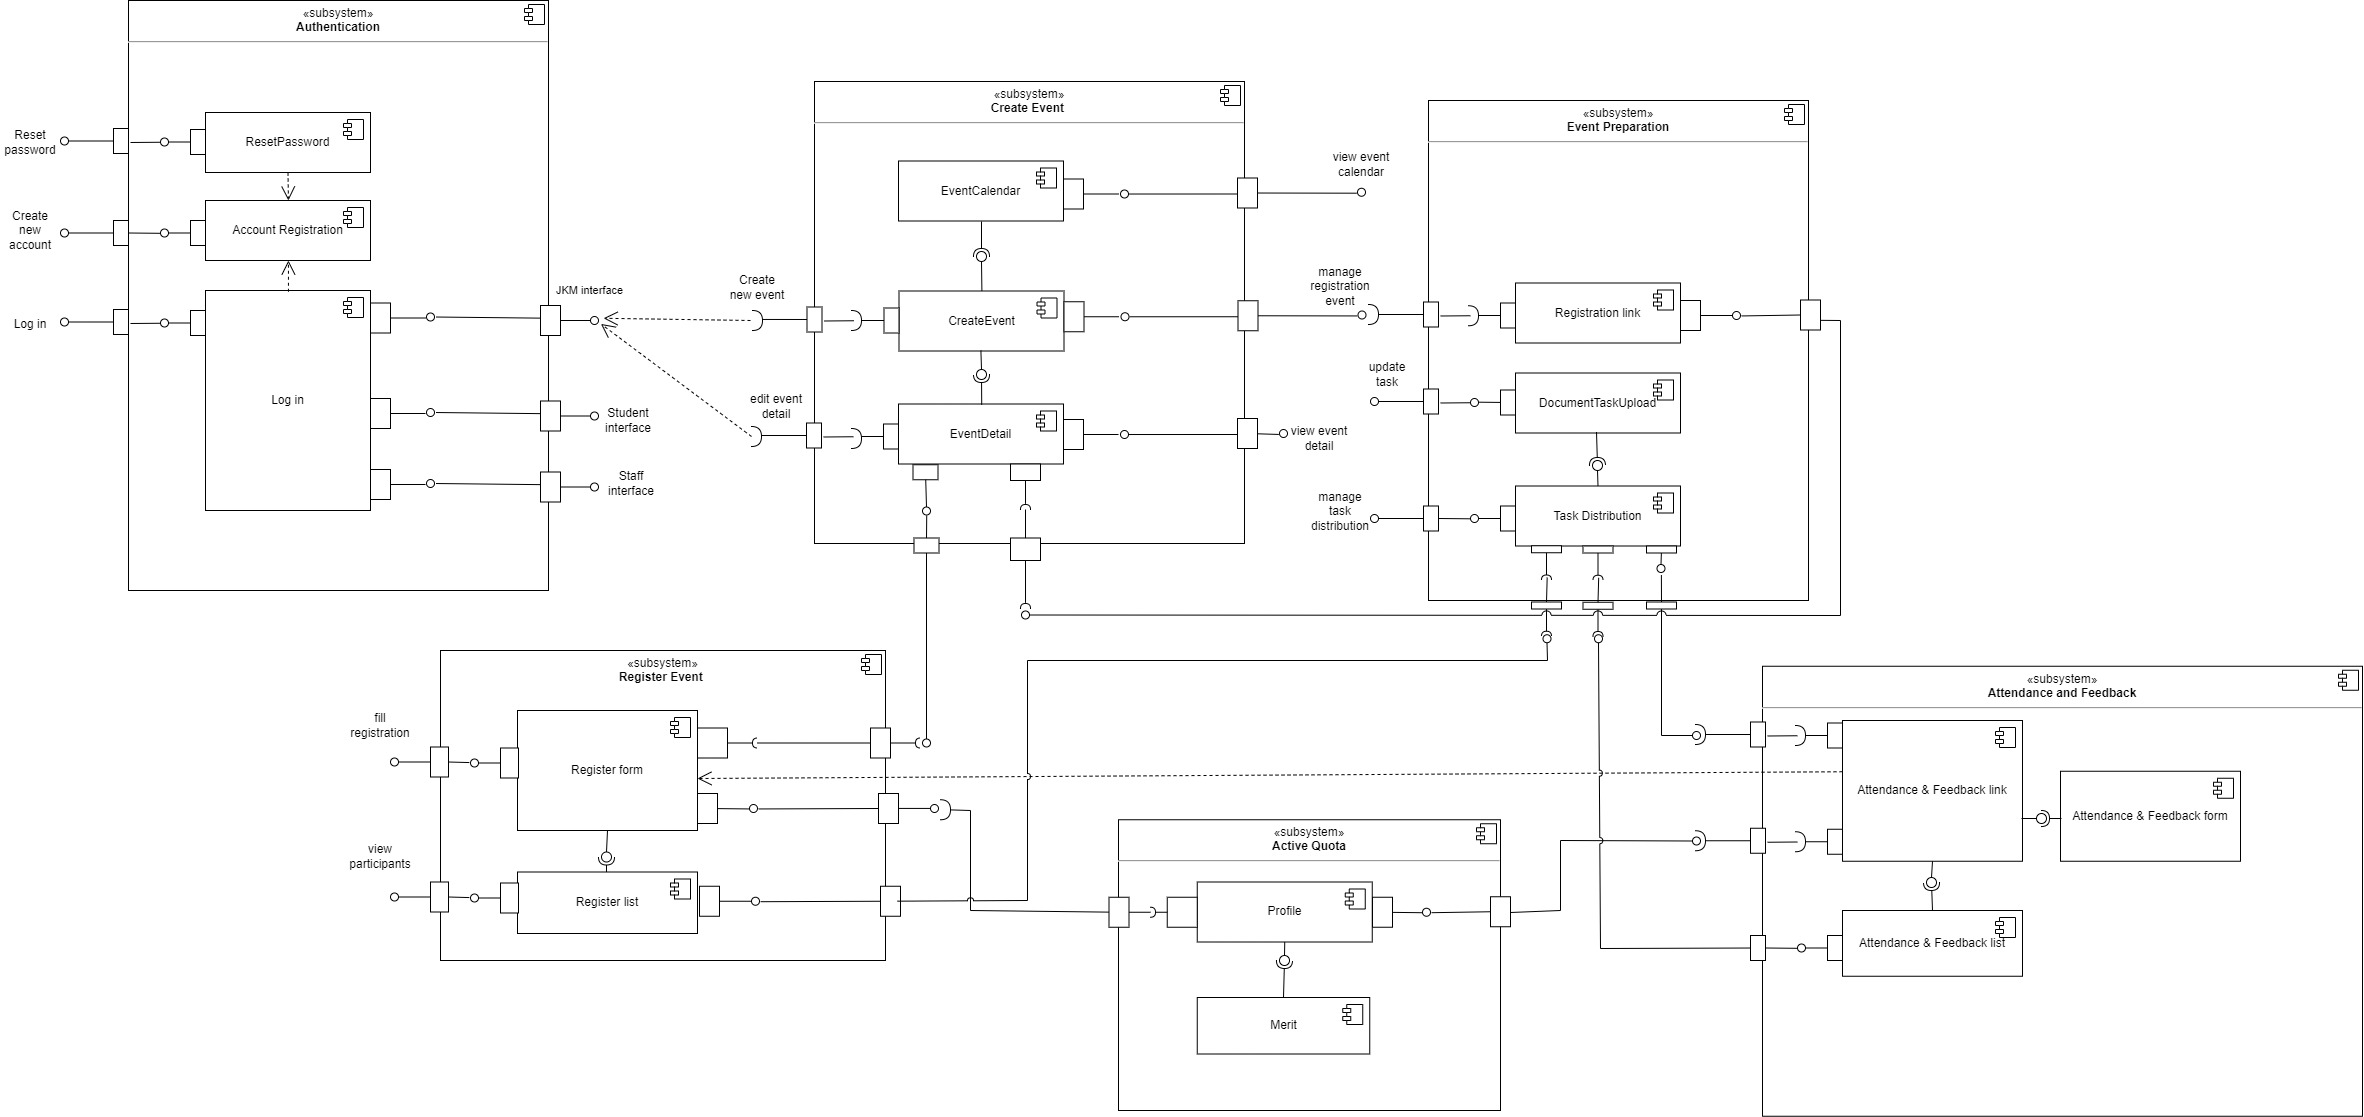 «subsystem»
Authentication
Reset
password
ResetPassword
Create
new
account
Account Registration
Log in
Log in
JKM interface
Student
interface
Staff
interface
«subsystem»
Create Event
EventCalendar
view event
calendar
Create
new event
CreateEvent
manage
registration
event
edit event
detail
EventDetail
view event
detail
«subsystem»
Event Preparation
Registration link
update
task
DocumentTaskUpload
manage
task
distribution
Task Distribution
«subsystem»
Register Event
fill
registration
Register form
view
participants
Register list
«subsystem»
Active Quota
Profile
Merit
«subsystem»
Attendance and Feedback
Attendance & Feedback link
Attendance & Feedback form
Attendance & Feedback list